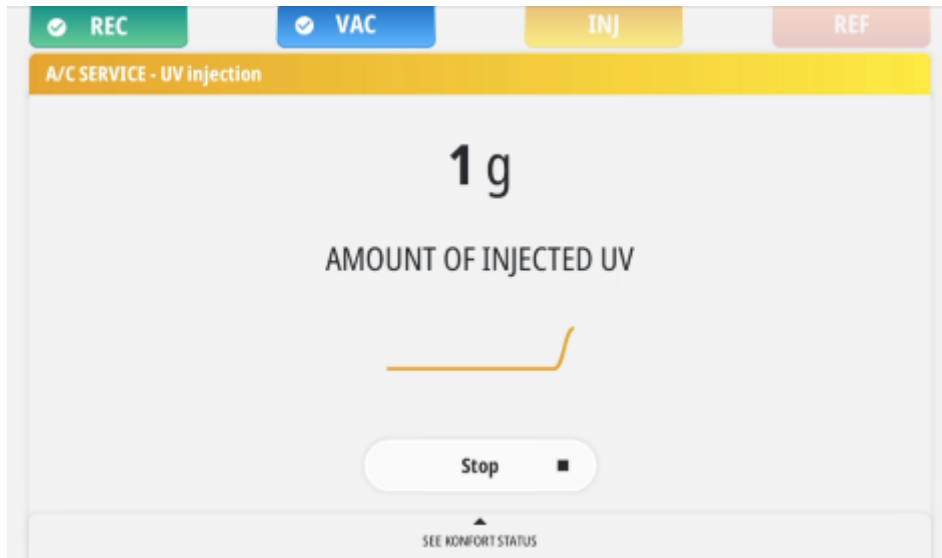 REC
VAC
INJ
REF
A/C SERVICE - UV injection
1 g
AMOUNT OF INJECTED UV
Stop
SEE KONFORT STATUS